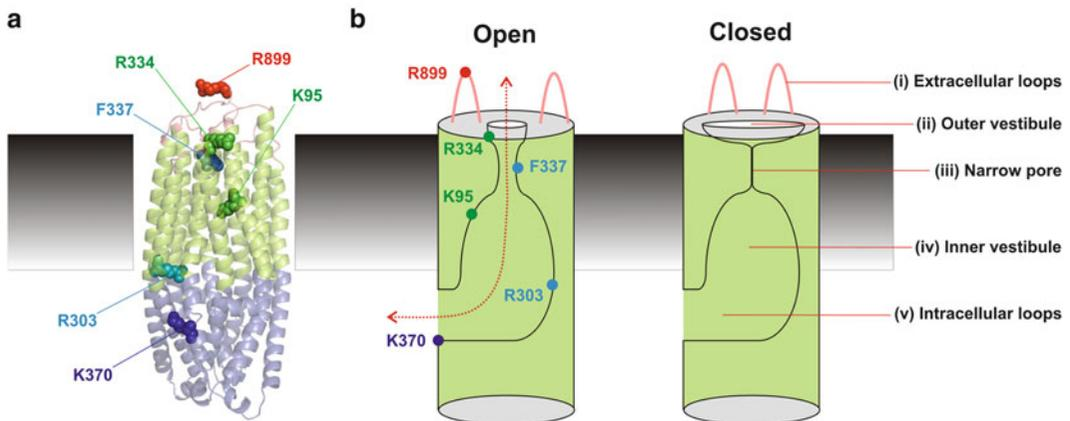 a
R334
R899
F337
K95
R303
K370
b
Open
Closed
R899
R334
F337
K95
R303
K370
(i) Extracellular loops
(ii) Outer vestibule
(iii) Narrow pore
(iv) Inner vestibule
(v) Intracellular loops